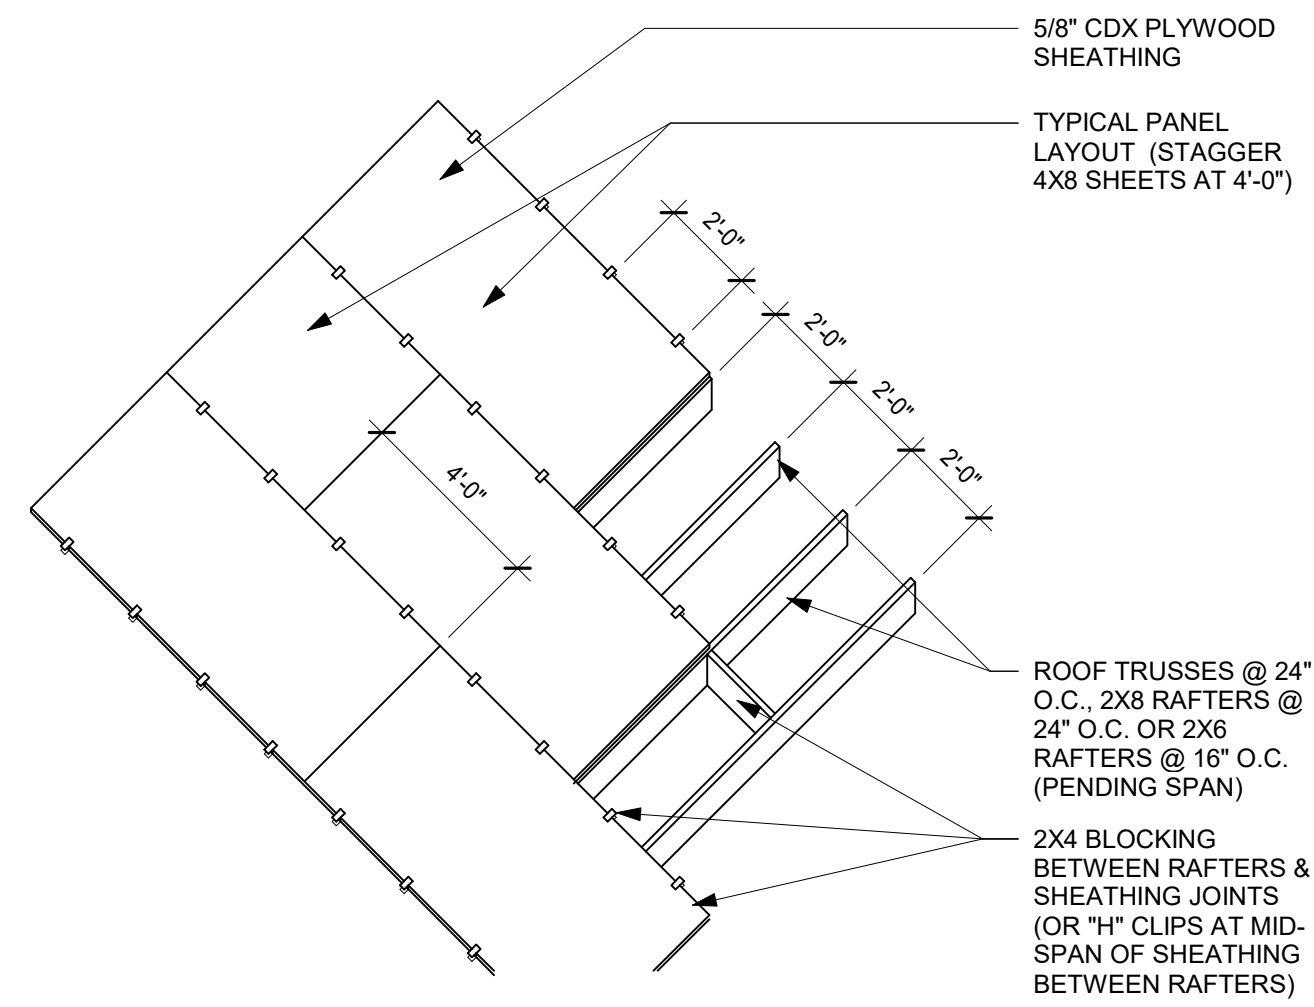 5/8" CDX PLYWOOD
SHEATHING
TYPICAL PANEL
LAYOUT (STAGGER
4X8 SHEETS AT 4'-0")
2'-0"
2'-0"
2'-0"
2'-0"
4'-0"
ROOF TRUSSES @ 24"
O.C., 2X8 RAFTERS @
24" O.C. OR 2X6
RAFTERS @ 16" O.C.
(PENDING SPAN)
2X4 BLOCKING
BETWEEN RAFTERS &
SHEATHING JOINTS
(OR "H" CLIPS AT MID-
SPAN OF SHEATHING
BETWEEN RAFTERS)